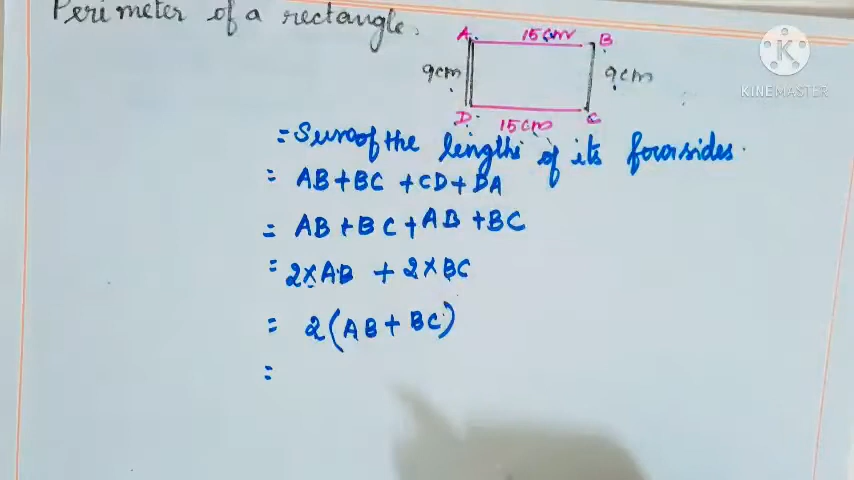 Perimeter of a rectangle.
A 15cm B
9cm 9cm
D 15cm C
= Sum of the lengths of its four sides.
= AB+BC +CD+DA
= AB+BC+AB+BC
= 2×AB + 2×BC
= 2(AB+BC)
=
K
KINEMASTER